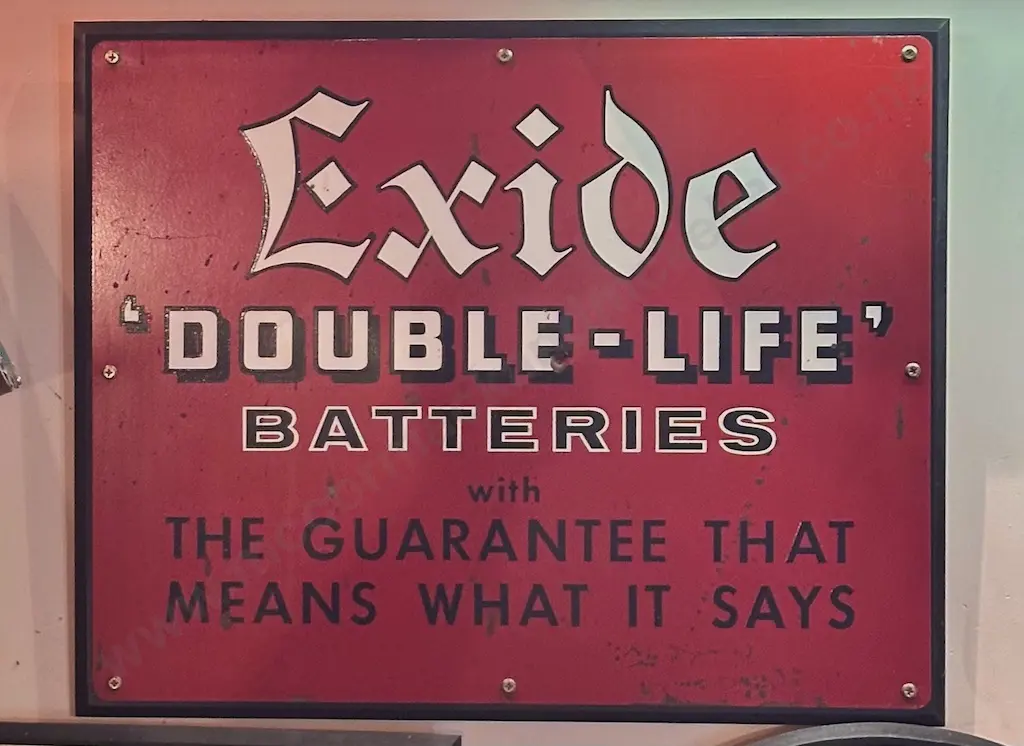 Exide
‘DOUBLE-LIFE’
BATTERIES
with
THE GUARANTEE THAT
MEANS WHAT IT SAYS